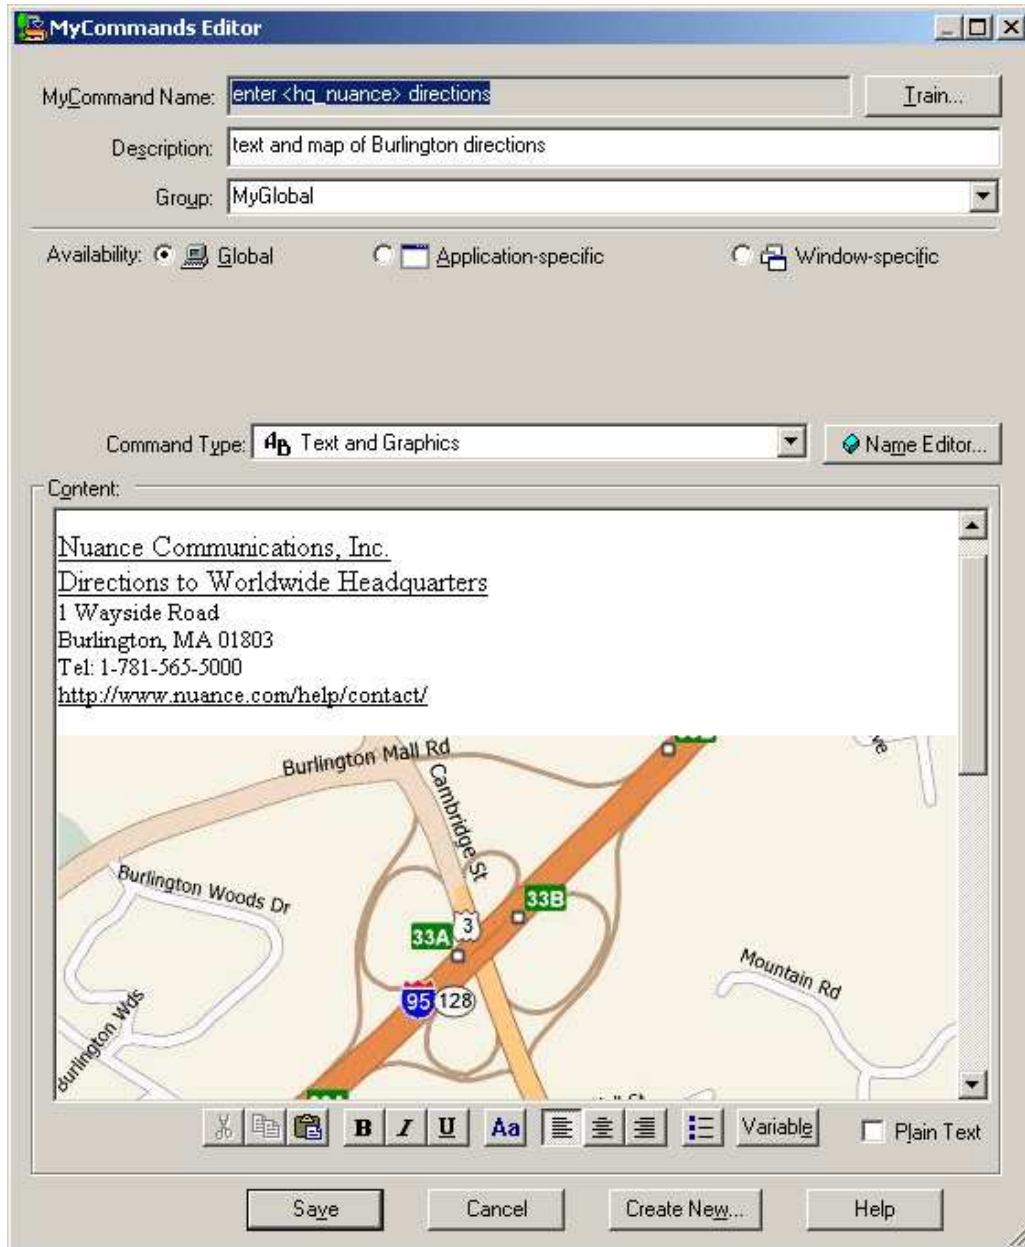 MyCommands Editor
MyCommand Name: enter <hq_nuance> directions Train...
Description: text and map of Burlington directions
Group: MyGlobal
Availability: Global Application-specific Window-specific
Command Type: AB Text and Graphics Name Editor...
Content:
Nuance Communications, Inc.
Directions to Worldwide Headquarters
1 Wayside Road
Burlington, MA 01803
Tel: 1-781-565-5000
http://www.nuance.com/help/contact/
Burlington Mall Rd
Cambridge St
Burlington Woods Dr
33B
33A 3
Mountain Rd
95 128
Burlington Wds
B I U Aa Variable Plain Text
Save Cancel Create New... Help